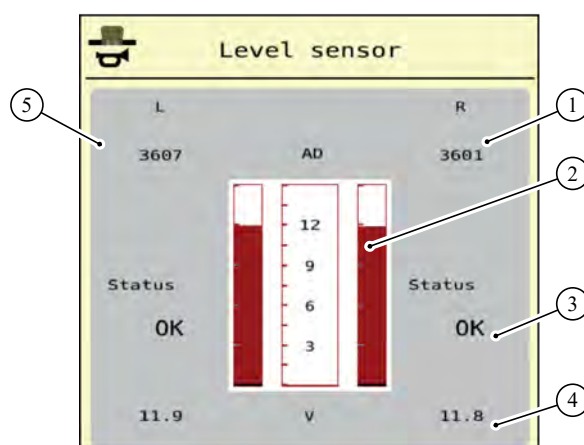 Level sensor
L R
5 1
3607 AD 3601
2
12
9
Status Status
6
OK OK
3
3
4
11.9 V 11.8